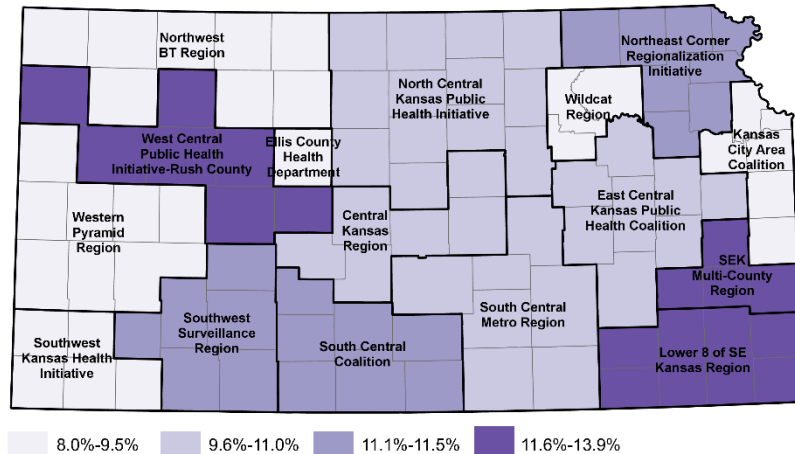 Northwest
BT Region
Northeast Corner
Regionalization
Initiative
North Central
Kansas Public
Health Initiative
Wildcat
Region
Kansas
City Area
Coalition
West Central
Public Health
Initiative-Rush County
Ellis County
Health
Department
Western
Pyramid
Region
Central
Kansas
Region
East Central
Kansas Public
Health Coalition
SEK
Multi-County
Region
Southwest
Kansas Health
Initiative
Southwest
Surveillance
Region
South Central
Coalition
South Central
Metro Region
Lower 8 of SE
Kansas Region
8.0%-9.5%
9.6%-11.0%
11.1%-11.5%
11.6%-13.9%